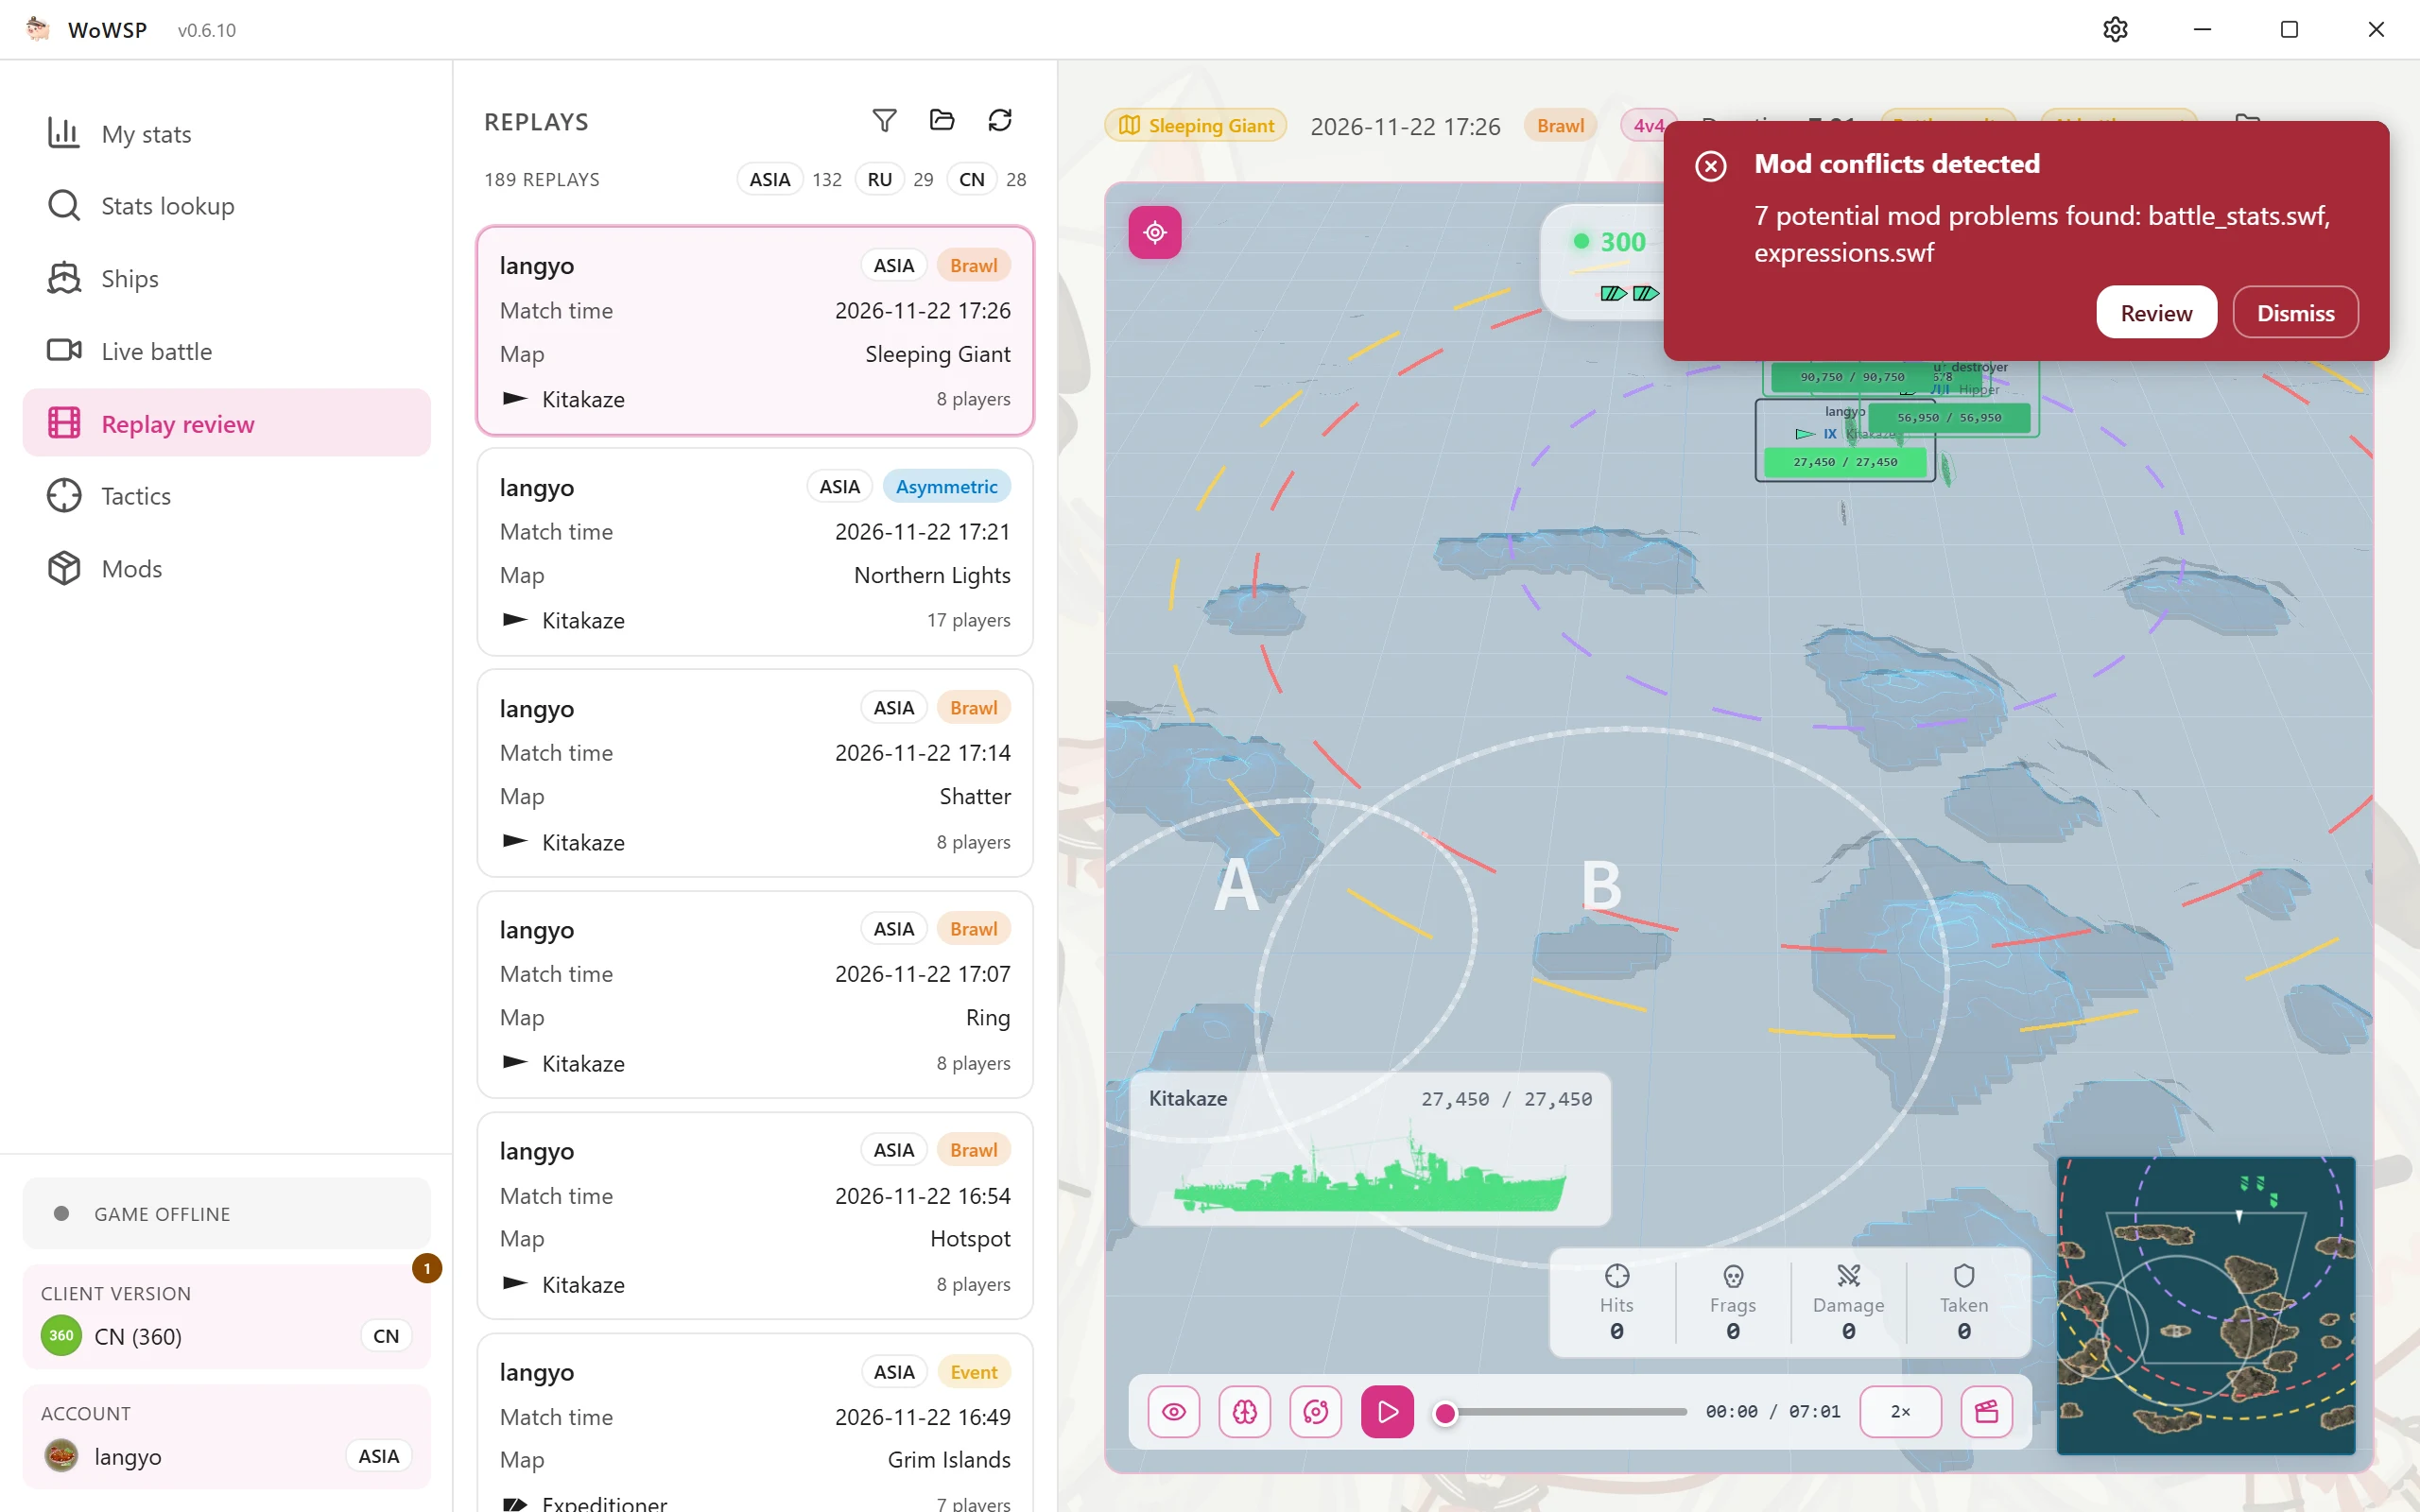 WoWSP v0.6.10
My stats
Stats lookup
Ships
Live battle
Replay review
Tactics
Mods
GAME OFFLINE
1
CLIENT VERSION
360 CN (360) CN
ACCOUNT
langyo ASIA
REPLAYS
189 REPLAYS ASIA 132 RU 29 CN 28
langyo ASIA Brawl
Match time 2026-11-22 17:26
Map Sleeping Giant
Kitakaze 8 players
langyo ASIA Asymmetric
Match time 2026-11-22 17:21
Map Northern Lights
Kitakaze 17 players
langyo ASIA Brawl
Match time 2026-11-22 17:14
Map Shatter
Kitakaze 8 players
langyo ASIA Brawl
Match time 2026-11-22 17:07
Map Ring
Kitakaze 8 players
langyo ASIA Brawl
Match time 2026-11-22 16:54
Map Hotspot
Kitakaze 8 players
langyo ASIA Event
Match time 2026-11-22 16:49
Map Grim Islands
Expeditioner 7 players
Sleeping Giant 2026-11-22 17:26 Brawl 4v4
Mod conflicts detected
7 potential mod problems found: battle_stats.swf,
expressions.swf
Review Dismiss
300
90,750 / 90,750
destroyer
Hipper
56,950 / 56,950
langyo
IX Kitakaze
27,450 / 27,450
A
B
Kitakaze 27,450 / 27,450
Hits Frags Damage Taken
0 0 0 0
00:00 / 07:01 2×